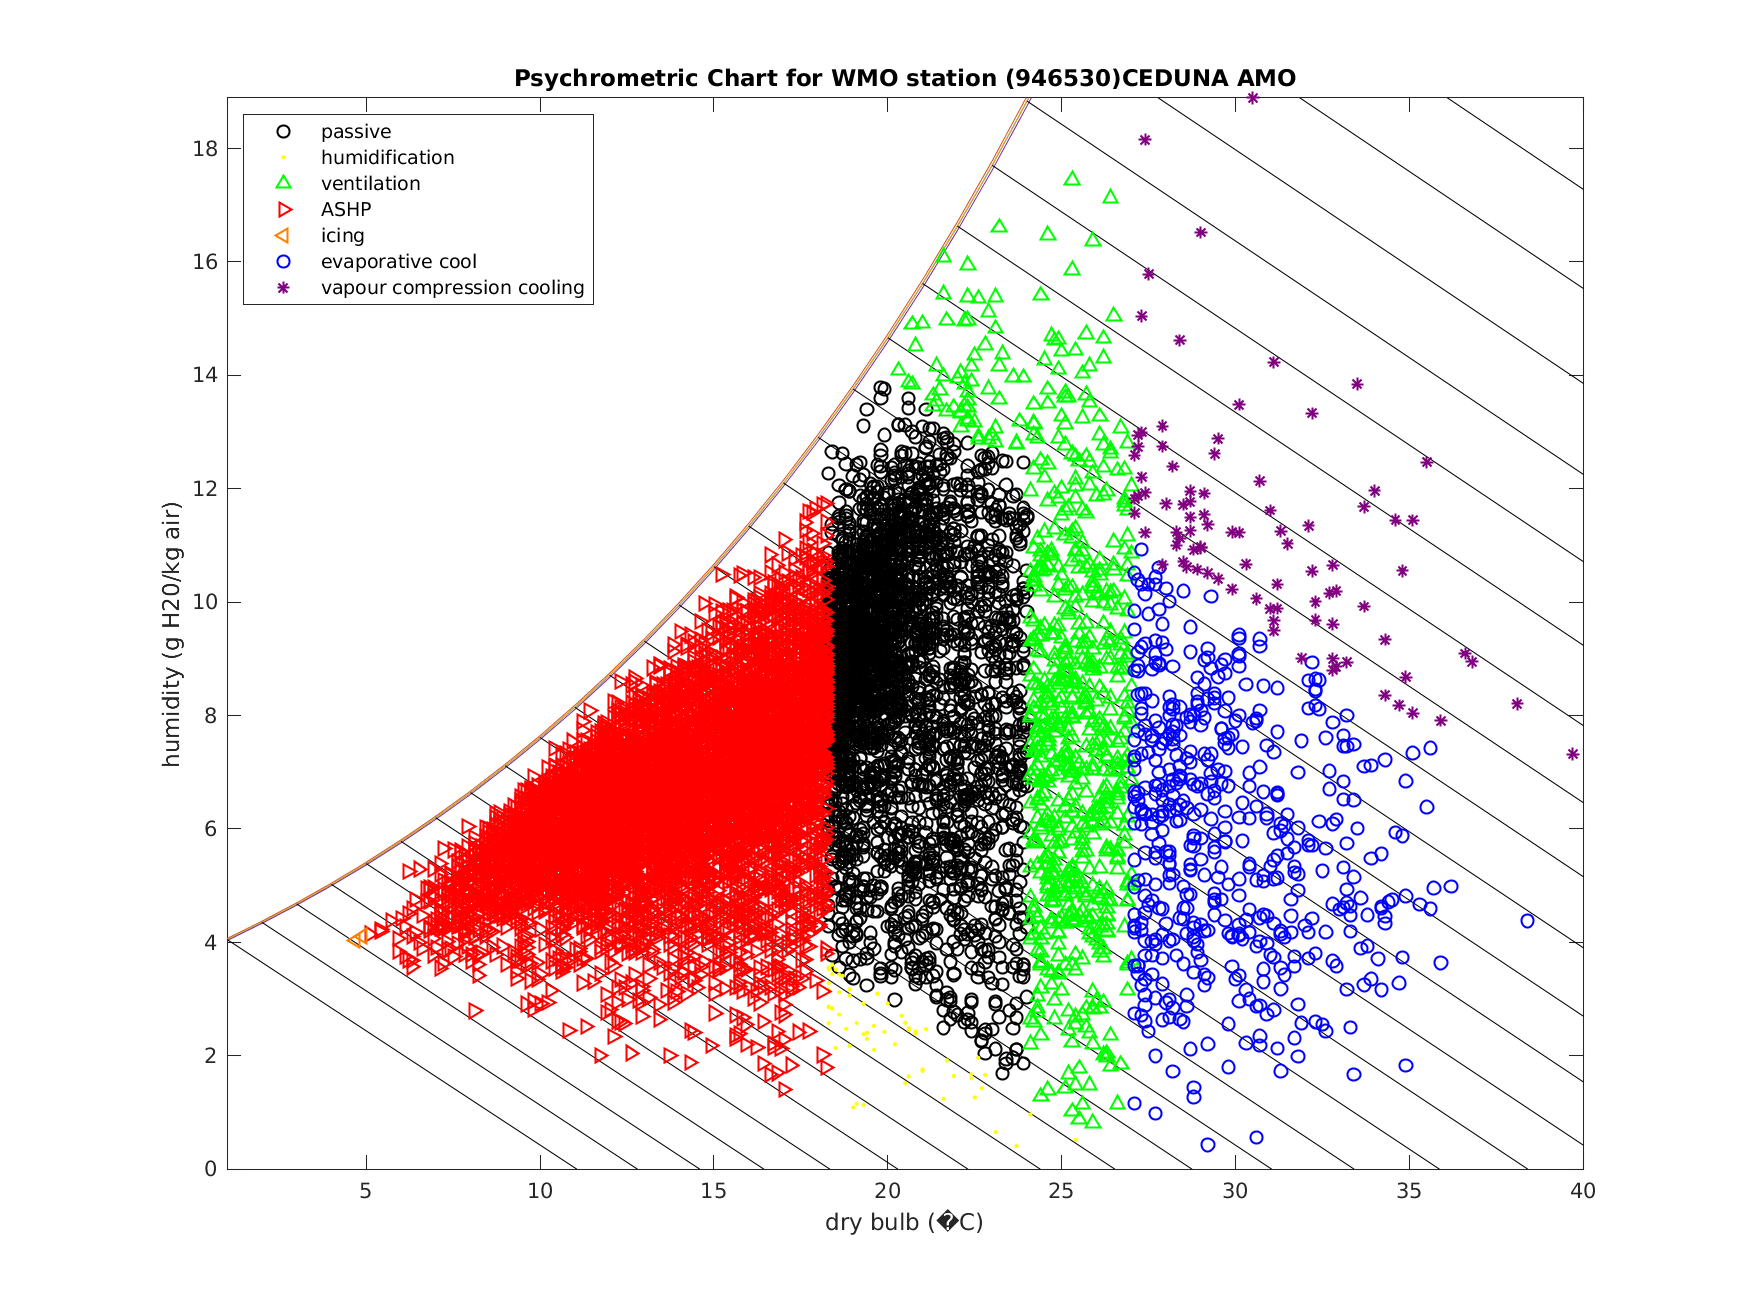 Psychrometric Chart for WMO station (946530)CEDUNA AMO
passive
humidification
ventilation
ASHP
icing
evaporative cool
vapour compression cooling
humidity (g H20/kg air)
18
16
14
12
10
8
6
4
2
0
5 10 15 20 25 30 35 40
dry bulb (�C)